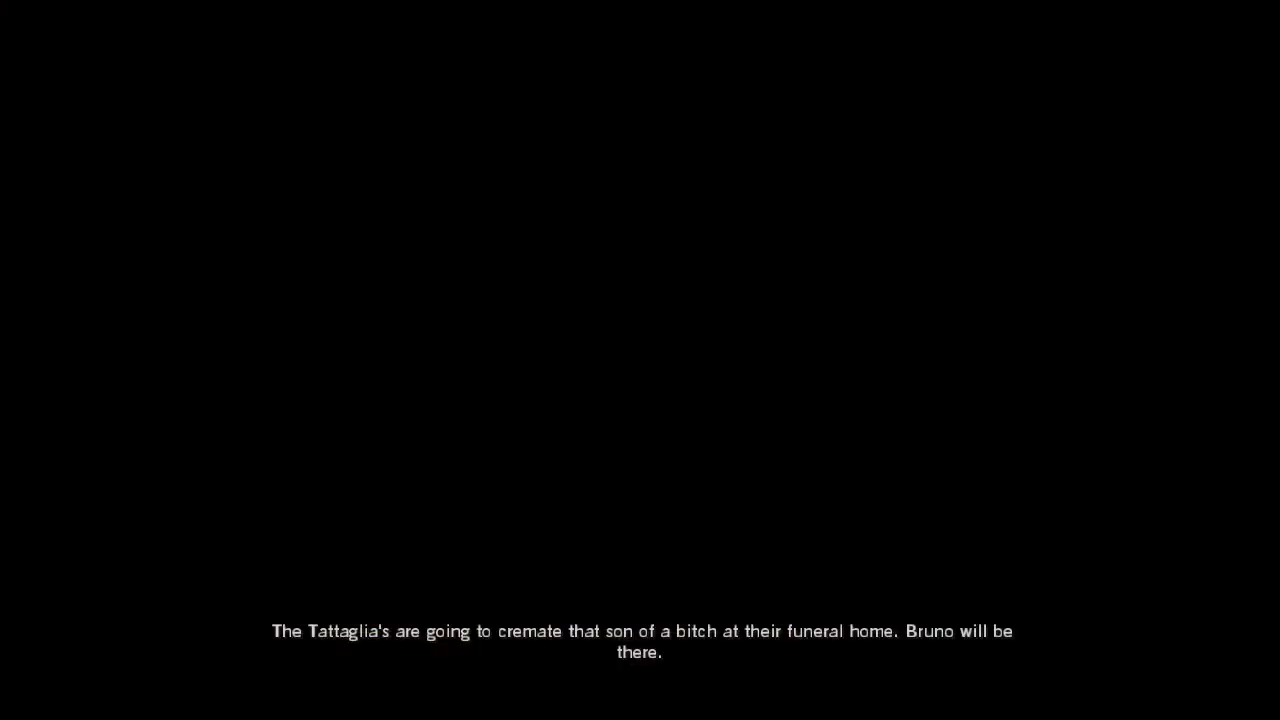 The Tattaglia's are going to cremate that son of a bitch at their funeral home. Bruno will be
there.